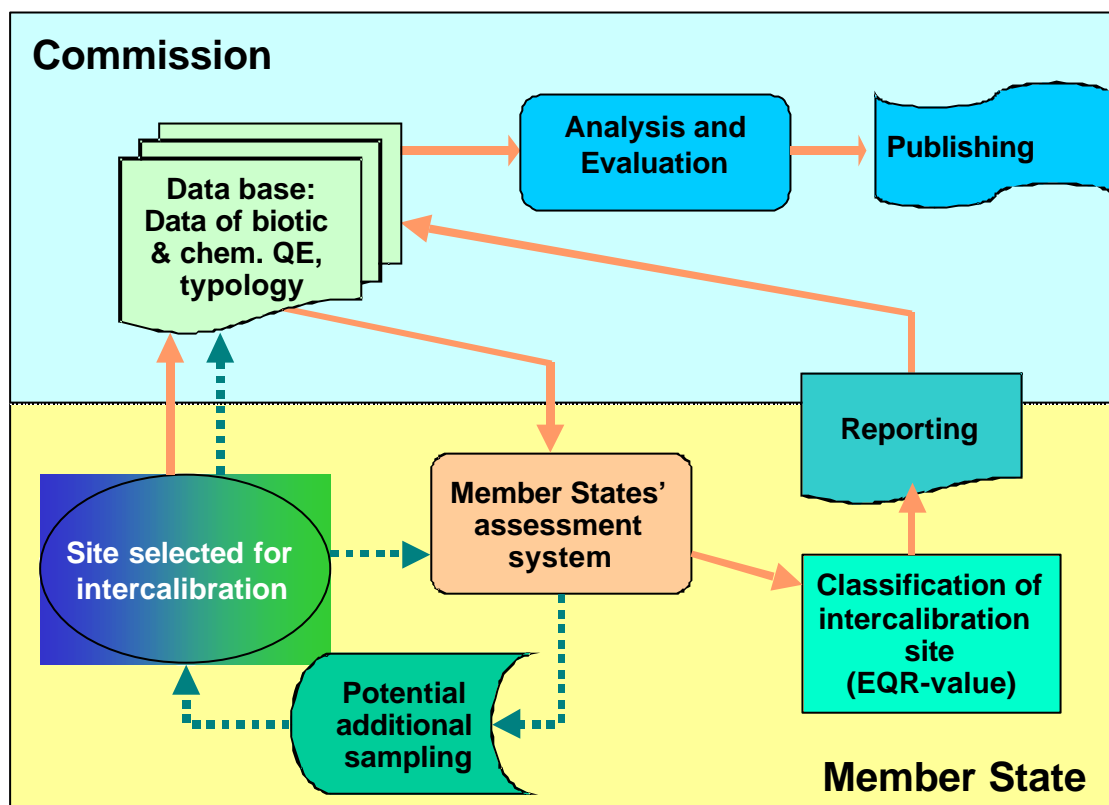 Commission
Analysis and
Evaluation
Publishing
Data base:
Data of biotic
& chem. QE,
typology
Reporting
Member States’
assessment
system
Site selected for
intercalibration
Classification of
intercalibration
site
(EQR-value)
Potential
additional
sampling
Member State